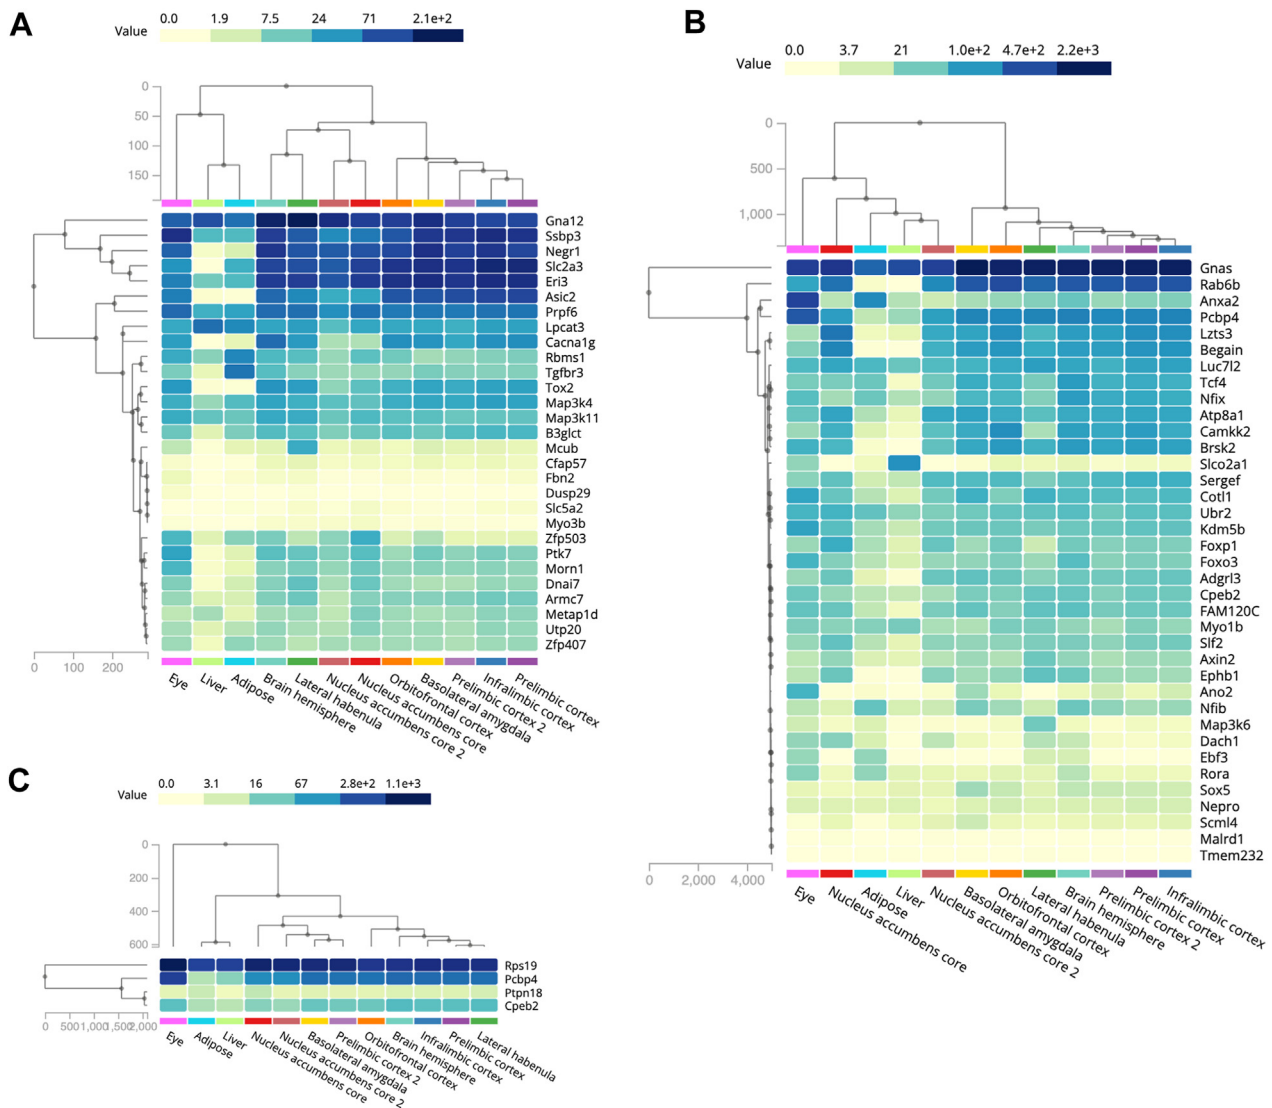 A
0.0 1.9 7.5 24 71 2.1e+2
Value
0
50
100
150
Gna12
Ssbp3
Negr1
Slc2a3
Eri3
Asic2
Prpf6
Lpcat3
Cacna1g
Rbms1
Tgfbr3
Tox2
Map3k4
Map3k11
B3glct
Mcub
Cfap57
Fbn2
Dusp29
Slc5a2
Myo3b
Zfp503
Ptk7
Morn1
Dnai7
Armc7
Metap1d
Utp20
Zfp407
0 100 200
Eye
Liver
Adipose
Brain hemisphere
Lateral habenula
Nucleus accumbens core 2
Nucleus accumbens core
Orbitofrontal cortex
Basolateral amygdala
Prelimbic cortex 2
Infralimbic cortex
Prelimbic cortex
B
0.0 3.7 21 1.0e+2 4.7e+2 2.2e+3
Value
0
500
1,000
Gnas
Rab6b
Anxa2
Pcbp4
Lzts3
Begain
Luc7l2
Tcf4
Nfix
Atp8a1
Camkk2
Brsk2
Slco2a1
Sergef
Cotl1
Ubr2
Kdm5b
Foxp1
Foxo3
Adgrl3
Cpeb2
FAM120C
Myo1b
Slf2
Axin2
Ephb1
Ano2
Nfib
Map3k6
Dach1
Ebf3
Rora
Sox5
Nepro
Scml4
Malrd1
Tmem232
0 2,000 4,000
Eye
Nucleus accumbens core
Adipose
Liver
Nucleus accumbens core 2
Basolateral amygdala
Orbitofrontal cortex
Lateral habenula
Brain hemisphere
Prelimbic cortex 2
Prelimbic cortex
Infralimbic cortex
C
0.0 3.1 16 67 2.8e+2 1.1e+3
Value
0
200
400
600
Rps19
Pcbp4
Ptpn18
Cpeb2
0 500 1,000 1,500 2,000
Eye
Adipose
Liver
Nucleus accumbens core
Nucleus accumbens core 2
Basolateral amygdala
Prelimbic cortex 2
Orbitofrontal cortex
Brain hemisphere
Infralimbic cortex
Prelimbic cortex
Lateral habenula